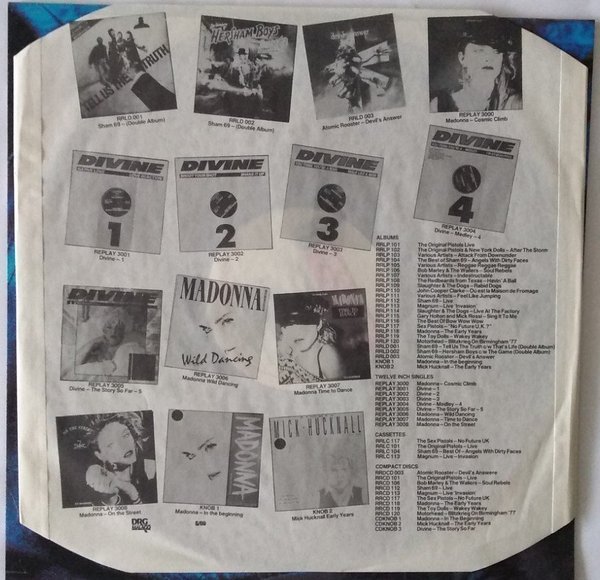 TELL US THE TRUTH
RRLD 001
Sham 69 – (Double Album)
HERSHAM BOYS
RRLD 002
Sham 69 – (Double Album)
RRLD 003
Atomic Rooster – Devil's Answer
REPLAY 3000
Madonna – Cosmic Climb
DIVINE
1
REPLAY 3001
Divine – 1
DIVINE
2
REPLAY 3002
Divine – 2
DIVINE
3
REPLAY 3003
Divine – 3
DIVINE
4
REPLAY 3004
Divine – Medley – 4
DIVINE
REPLAY 3005
Divine – The Story So Far – 5
MADONNA
Wild Dancing
REPLAY 3006
Madonna Wild Dancing
MADONNA
REPLAY 3007
Madonna Time to Dance
REPLAY 3008
Madonna – On the Street
MADONNA
KNOB 1
Madonna – In the beginning
MICK HUCKNALL
KNOB 2
Mick Hucknall Early Years
ALBUMS
RRLP 101 The Original Pistols Live
RRLP 102 The Original Pistols & New York Dolls – After The Storm
RRLP 103 Various Artists – Attack From Downunder
RRLP 104 The Best of Sham 69 – Angels With Dirty Faces
RRLP 105 Various Artists – Reggae Reggae Reggae
RRLP 106 Bob Marley & The Wailers – Soul Rebels
RRLP 107 Various Artists – Indestructable
RRLP 108 The Redbeards from Texas – Havin' A Ball
RRLP 109 Slaughter & The Dogs – Rabid Dogs
RRLP 110 John Cooper Clarke – Ou est la Maison de Fromage
RRLP 111 Various Artists – Feel Like Jumping
RRLP 112 Sham 69 – Live
RRLP 113 Magnum – Live 'Invasion'
RRLP 114 Slaughter & The Dogs – Live At The Factory
RRLP 115 Gary Holton and Mick Rossi – Sing It To Me
RRLP 116 The Best Of Bow Wow Wow
RRLP 117 Sex Pistols – "No Future U.K.?"
RRLP 118 Madonna – The Early Years
RRLP 119 The Toy Dolls – Wakey Wakey
RRLP 120 Motorhead – Blitzkrieg On Birmingham '77
RRLD 001 Sham 69 – Tell Us The Truth c/w That's Life (Double Album)
RRLD 002 Sham 69 – Hersham Boys c/w The Game (Double Album)
RRLD 003 Atomic Rooster – Devil's Answer
KNOB 1 Madonna – In the Beginning
KNOB 2 Mick Hucknall – The Early Years
TWELVE INCH SINGLES
REPLAY 3000 Madonna – Cosmic Climb
REPLAY 3001 Divine – 1
REPLAY 3002 Divine – 2
REPLAY 3003 Divine – 3
REPLAY 3004 Divine – Medley – 4
REPLAY 3005 Divine – The Story So Far – 5
REPLAY 3006 Madonna – Wild Dancing
REPLAY 3007 Madonna – Time to Dance
REPLAY 3008 Madonna – On the Street
CASSETTES
RRLC 117 The Sex Pistols – No Future UK
RRLC 101 The Original Pistols – Live
RRLC 104 Sham 69 – Best Of – Angels With Dirty Faces
RRLC 113 Magnum – Live – Invasion
COMPACT DISCS
RRDCD 003 Atomic Rooster – Devil's Answere
RRCD 101 The Original Pistols – Live
RRCD 106 Bob Marley & The Wailers – Soul Rebels
RRCD 112 Sham 69 – Live
RRCD 113 Magnum – Live 'Invasion'
RRCD 117 The Sex Pistols – No Future UK
RRCD 118 Madonna – The Early Years
RRCD 119 The Toy Dolls – Wakey Wakey
RRCD 120 Motorhead – Blitzkrieg On Birmingham '77
CDKNOB 1 Madonna – In The Beginning
CDKNOB 2 Mick Hucknall – The Early Years
CDKNOB 3 Divine – The Story So Far
5/89